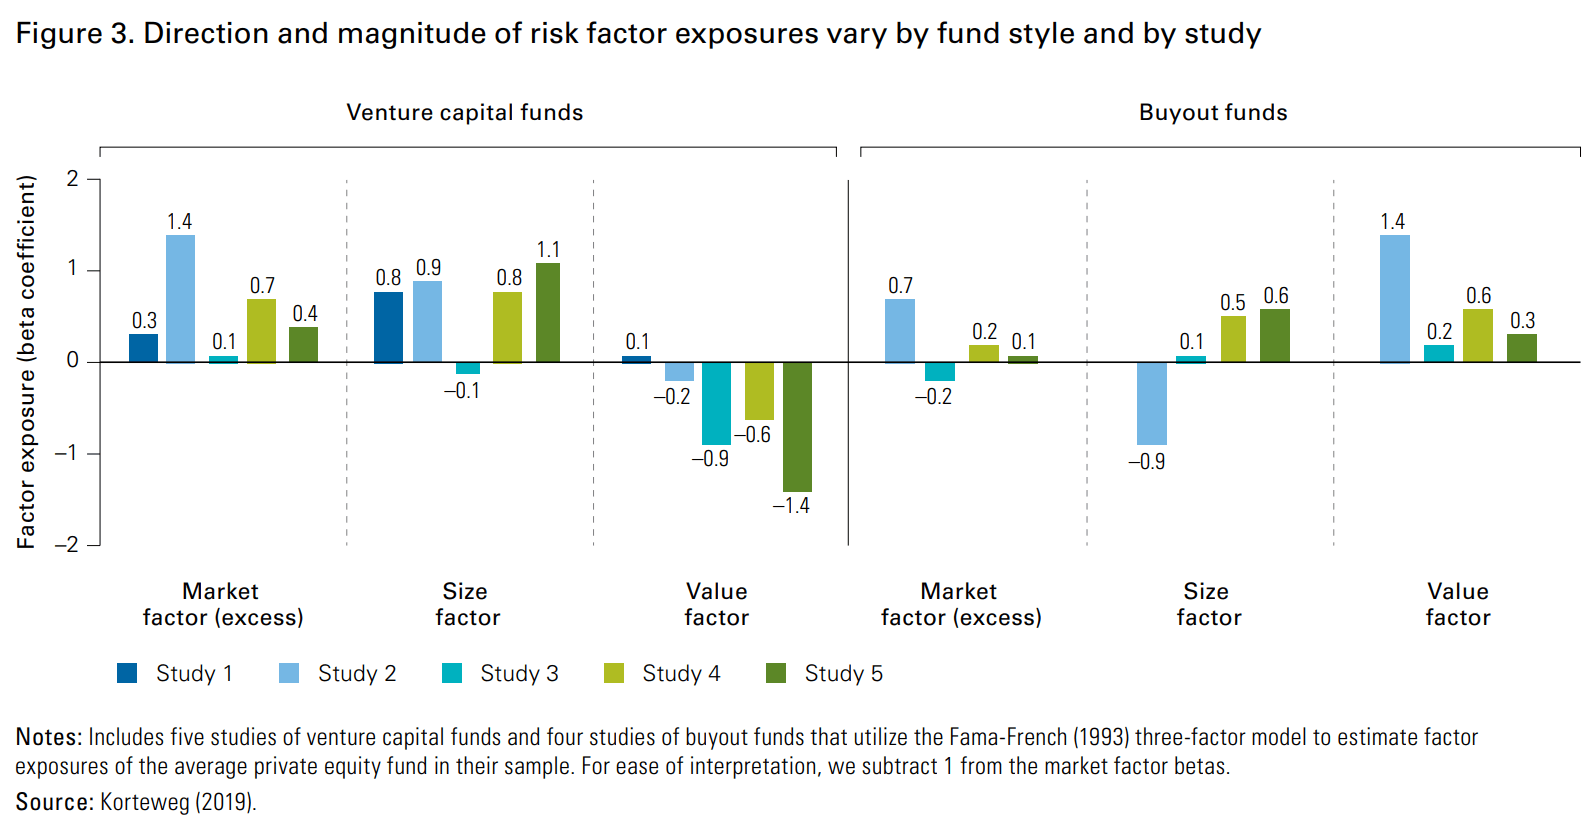 Figure 3. Direction and magnitude of risk factor exposures vary by fund style and by study
Venture capital funds
Buyout funds
Factor exposure (beta coefficient)
2
1
0
–1
–2
0.3
1.4
0.1
0.7
0.4
0.8
0.9
–0.1
0.8
1.1
0.1
–0.2
–0.9
–0.6
–1.4
0.7
–0.2
0.2
0.1
–0.9
0.1
0.5
0.6
1.4
0.2
0.6
0.3
Market
factor (excess)
Size
factor
Value
factor
Market
factor (excess)
Size
factor
Value
factor
Study 1
Study 2
Study 3
Study 4
Study 5
Notes: Includes five studies of venture capital funds and four studies of buyout funds that utilize the Fama-French (1993) three-factor model to estimate factor
exposures of the average private equity fund in their sample. For ease of interpretation, we subtract 1 from the market factor betas.
Source: Korteweg (2019).